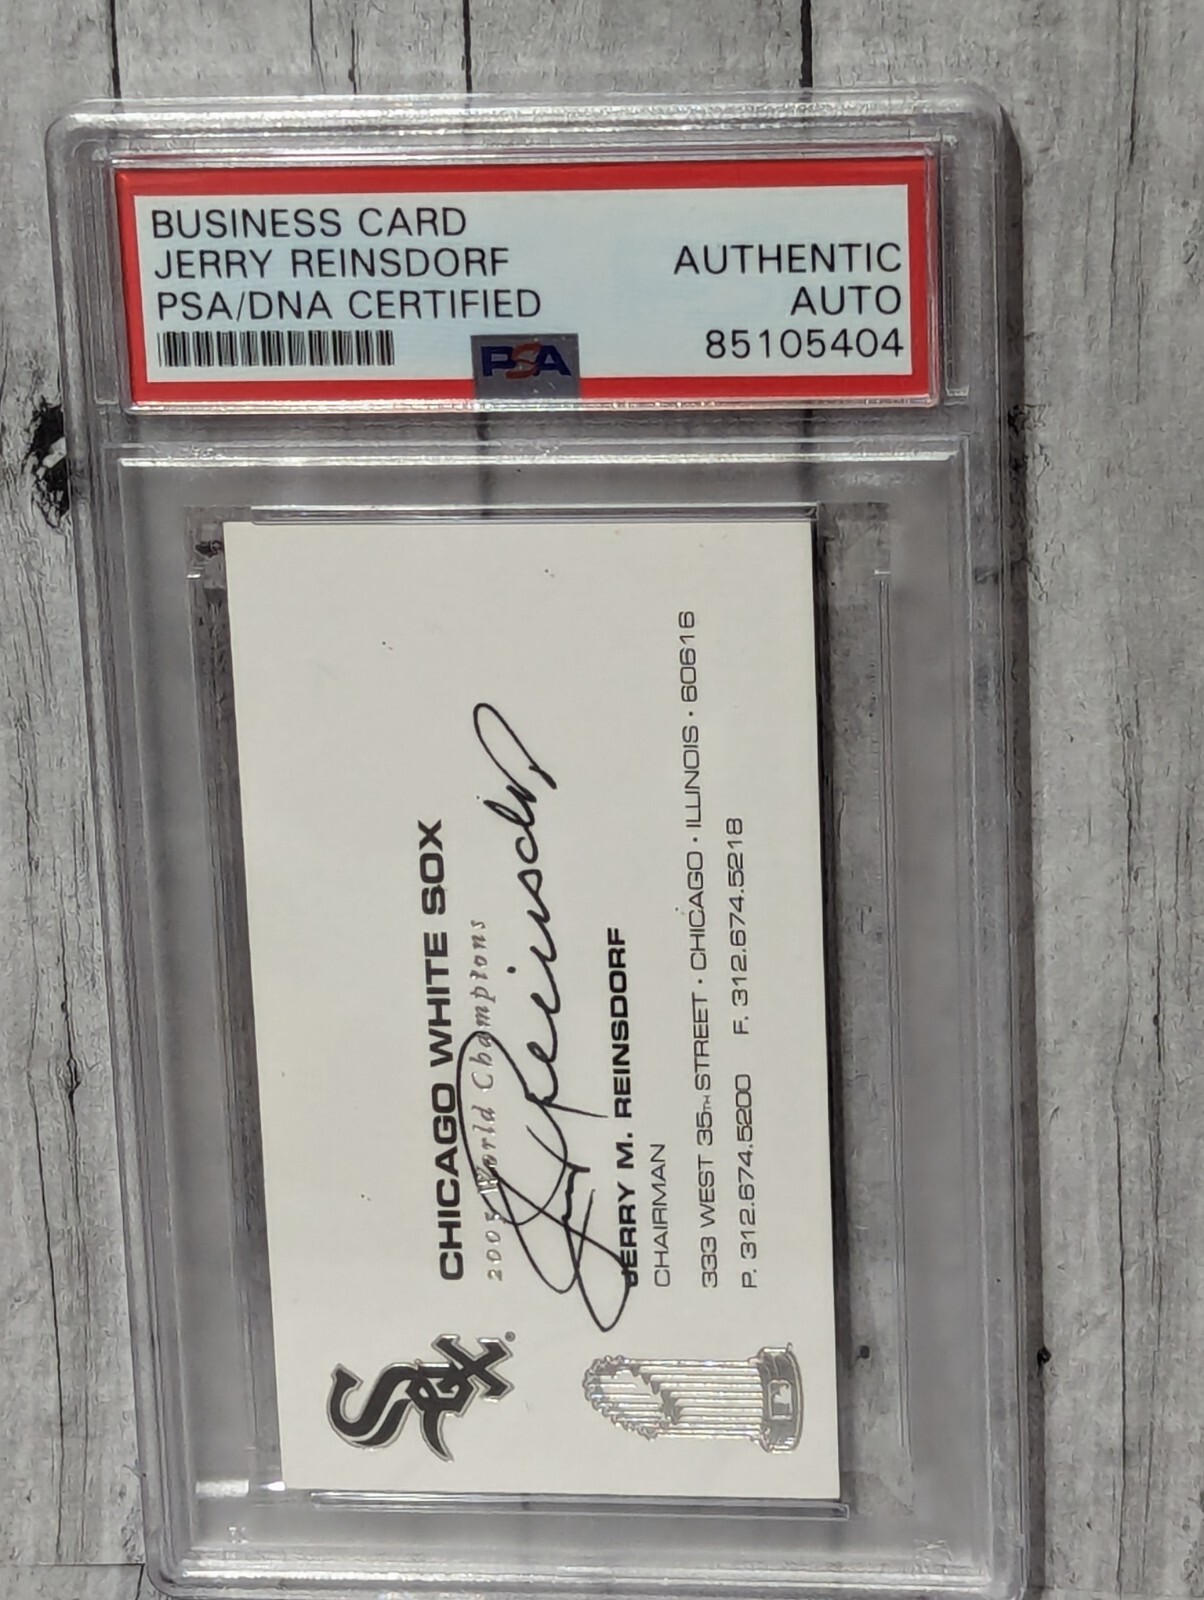 BUSINESS CARD
JERRY REINSDORF
PSA/DNA CERTIFIED
AUTHENTIC
AUTO
85105404
PSA
Sox®
CHICAGO WHITE SOX
2005 World Champions
Jerry Reinsdorf
JERRY M. REINSDORF
CHAIRMAN
333 WEST 35TH STREET · CHICAGO · ILLINOIS · 60616
P. 312.674.5200 F. 312.674.5218